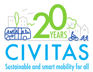 20 YEARS
CIVITAS
Sustainable and smart mobility for all